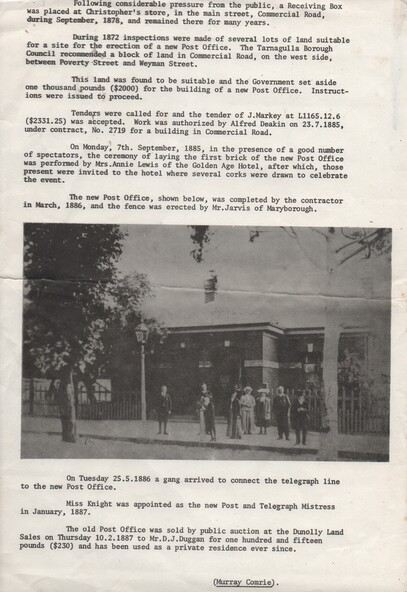 Following considerable pressure from the public, a Receiving Box
was placed at Christopher's store, in the main street, Commercial Road,
during September, 1878, and remained there for many years.
During 1872 inspections were made of several lots of land suitable
for a site for the erection of a new Post Office. The Tarnagulla Borough
Council recommended a block of land in Commercial Road, on the west side,
between Poverty Street and Weyman Street.
This land was found to be suitable and the Government set aside
one thousand pounds ($2000) for the building of a new Post Office. Instruct-
ions were issued to proceed.
Tenders were called for and the tender of J.Markey at L1165.12.6
($2331.25) was accepted. Work was authorized by Alfred Deakin on 23.7.1885,
under contract, No. 2719 for a building in Commercial Road.
On Monday, 7th. September, 1885, in the presence of a good number
of spectators, the ceremony of laying the first brick of the new Post Office
was performed by Mrs.Annie Lewis of the Golden Age Hotel, after which, those
present were invited to the hotel where several corks were drawn to celebrate
the event.
The new Post Office, shown below, was completed by the contractor
in March, 1886, and the fence was erected by Mr.Jarvis of Maryborough.
On Tuesday 25.5.1886 a gang arrived to connect the telegraph line
to the new Post Office.
Miss Knight was appointed as the new Post and Telegraph Mistress
in January, 1887.
The old Post Office was sold by public auction at the Dunolly Land
Sales on Thursday 10.2.1887 to Mr.D.J.Duggan for one hundred and fifteen
pounds ($230) and has been used as a private residence ever since.
(Murray Comrie).